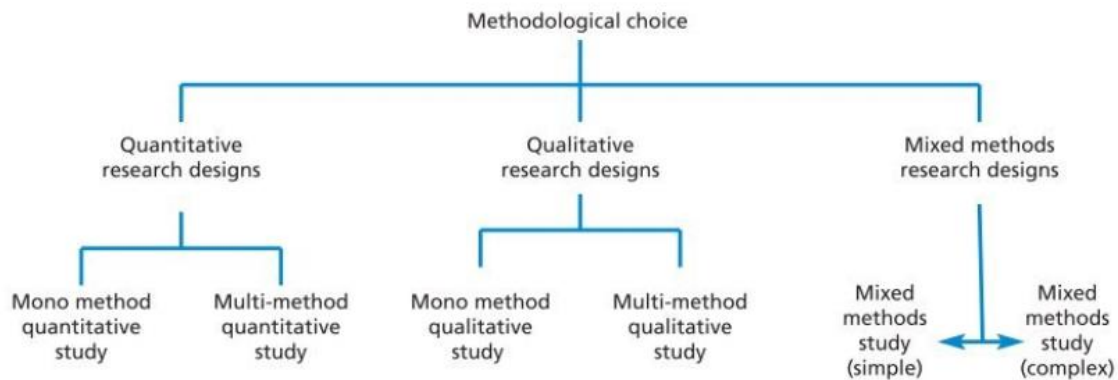 Methodological choice
Quantitative
research designs
Qualitative
research designs
Mixed methods
research designs
Mono method
quantitative
study
Multi-method
quantitative
study
Mono method
qualitative
study
Multi-method
qualitative
study
Mixed
methods
study
(simple)
Mixed
methods
study
(complex)